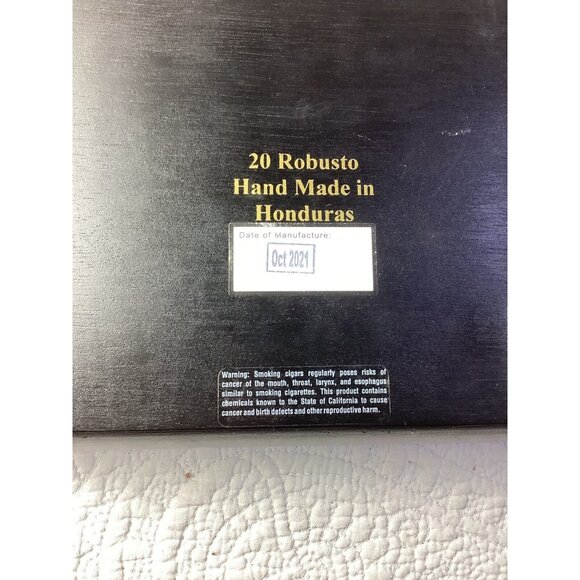 20 Robusto
Hand Made in
Honduras
Date of Manufacture:
Oct 2021
Warning: Smoking cigars regularly poses risks of
cancer of the mouth, throat, larynx, and esophagus
similar to smoking cigarettes. This product contains
chemicals known to the State of California to cause
cancer and birth defects and other reproductive harm.